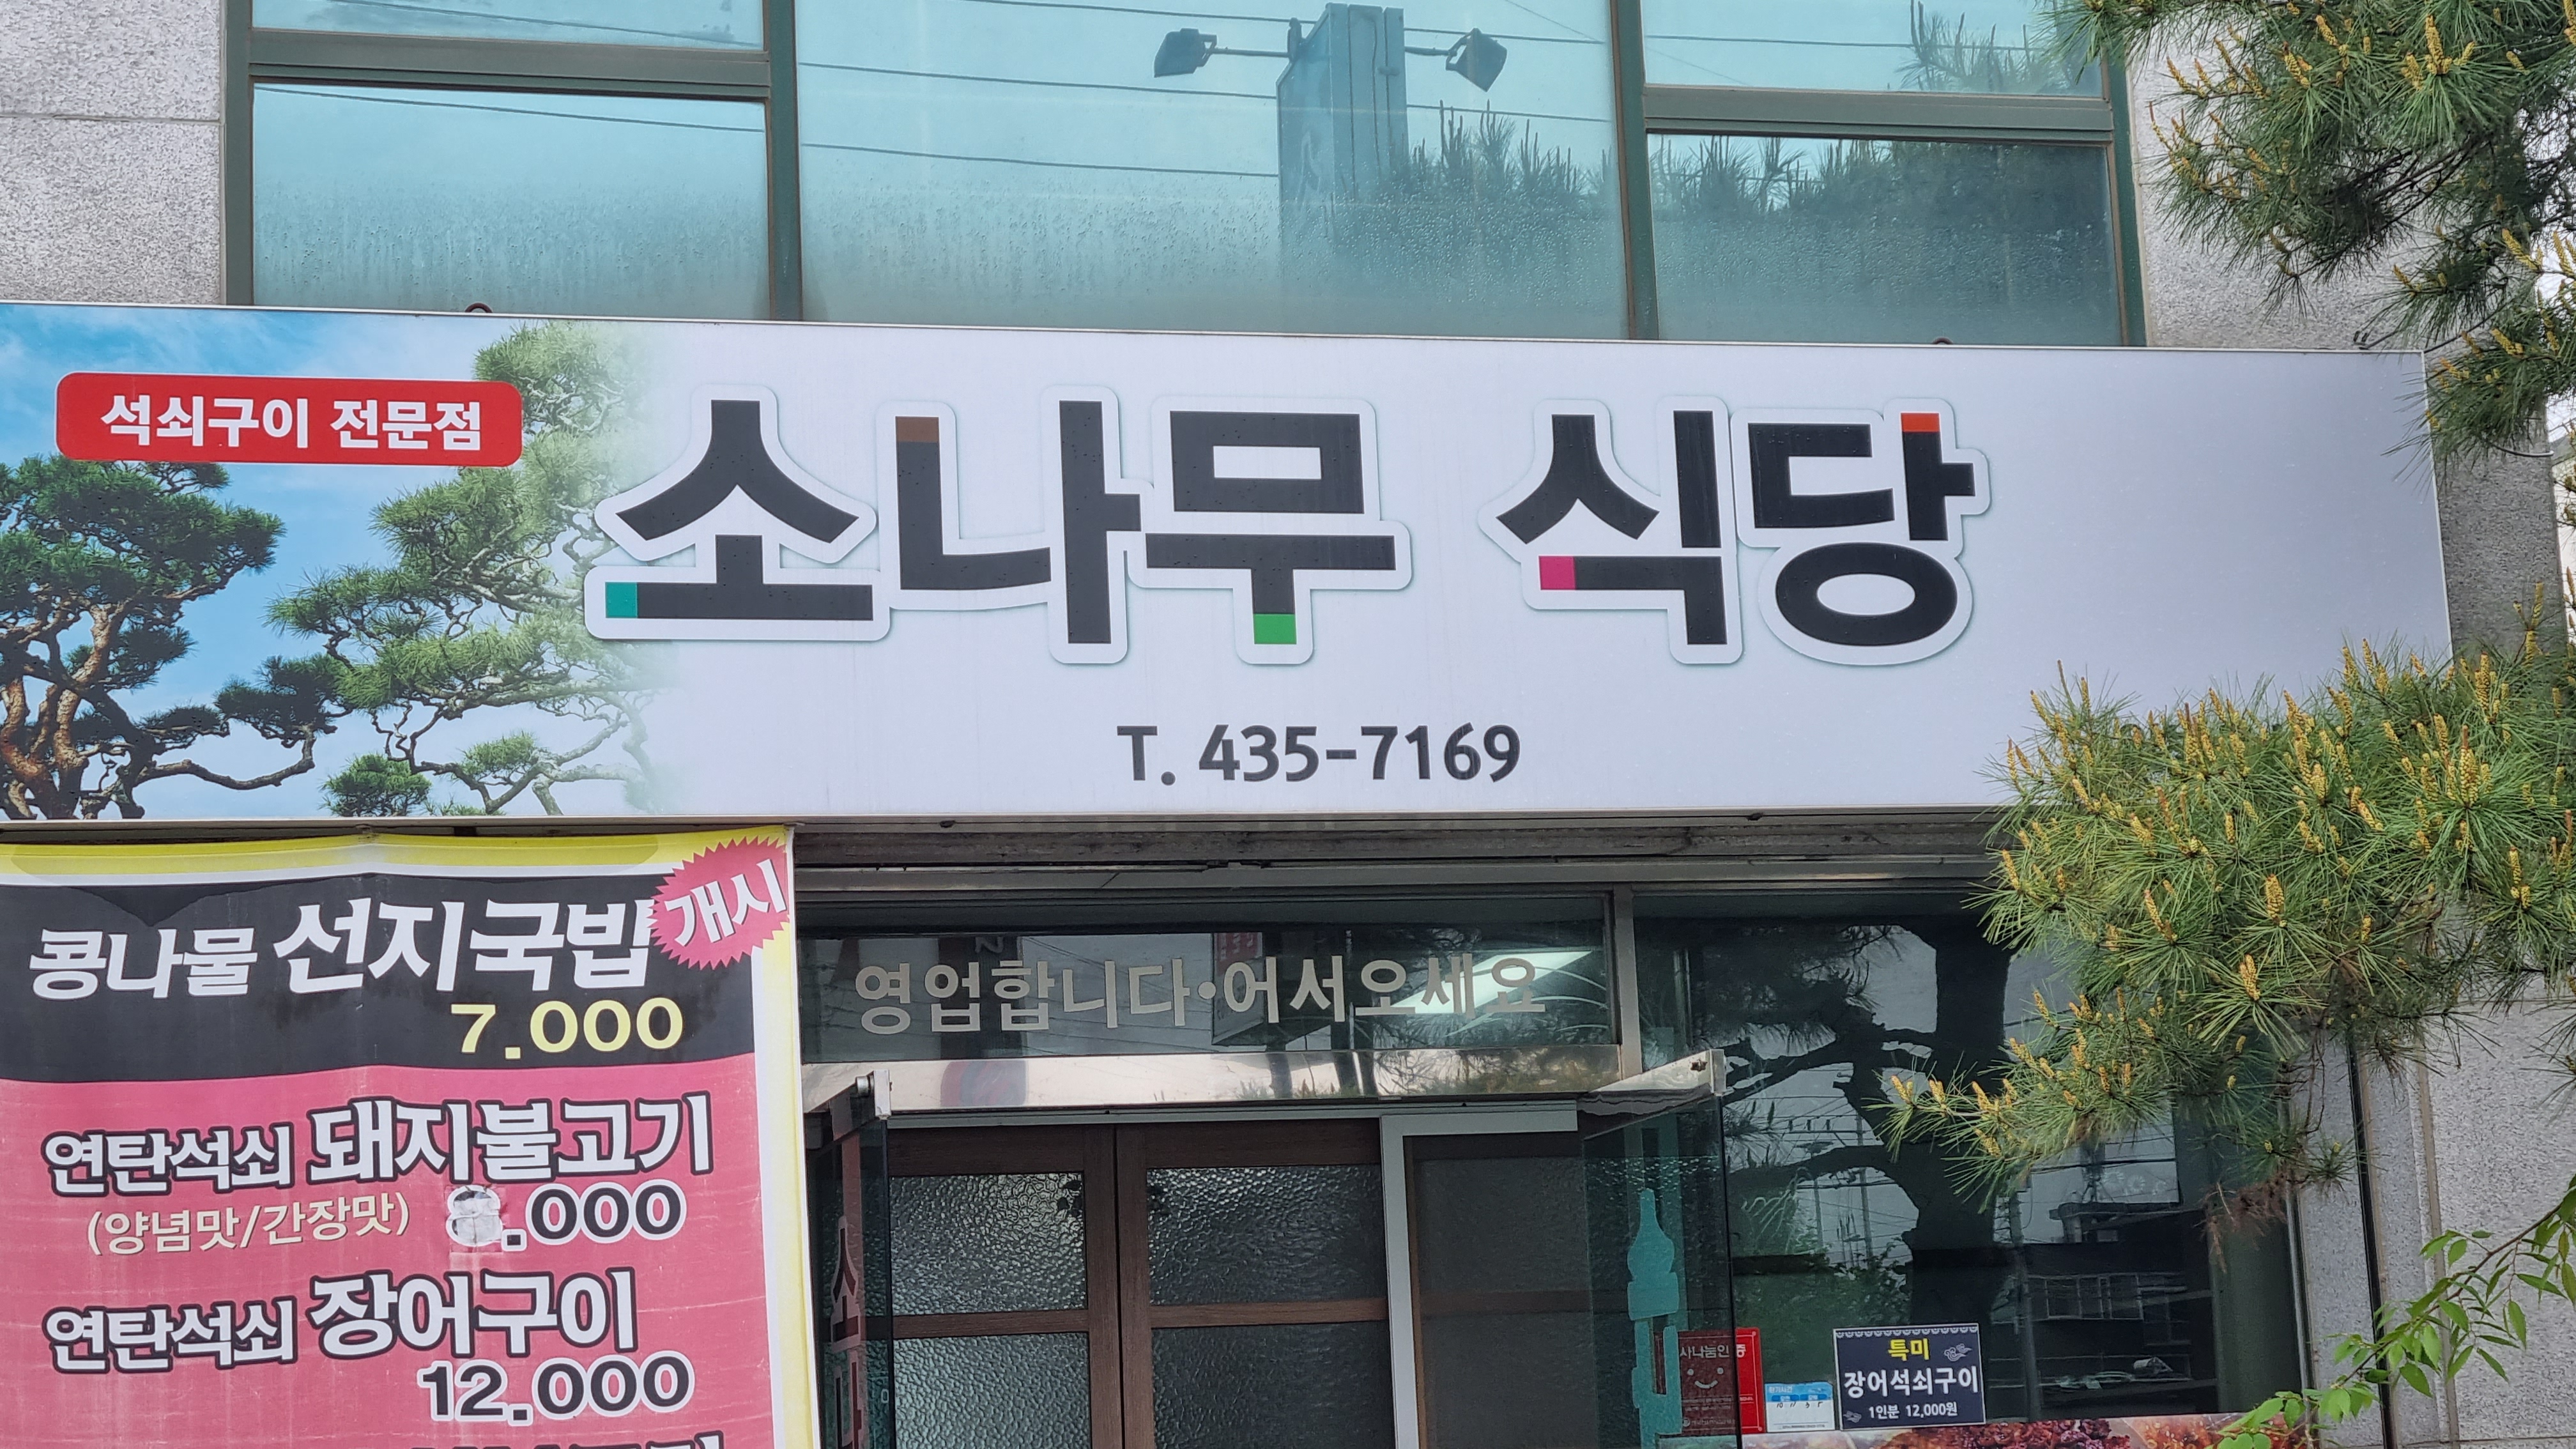 석쇠구이 전문점
소나무 식당
T. 435-7169
개시
콩나물 선지국밥
7.000
연탄석쇠 돼지불고기
(양념맛/간장맛) 8.000
연탄석쇠 장어구이
12.000
영업합니다·어서오세요
특미
장어석쇠구이
1인분 12,000원